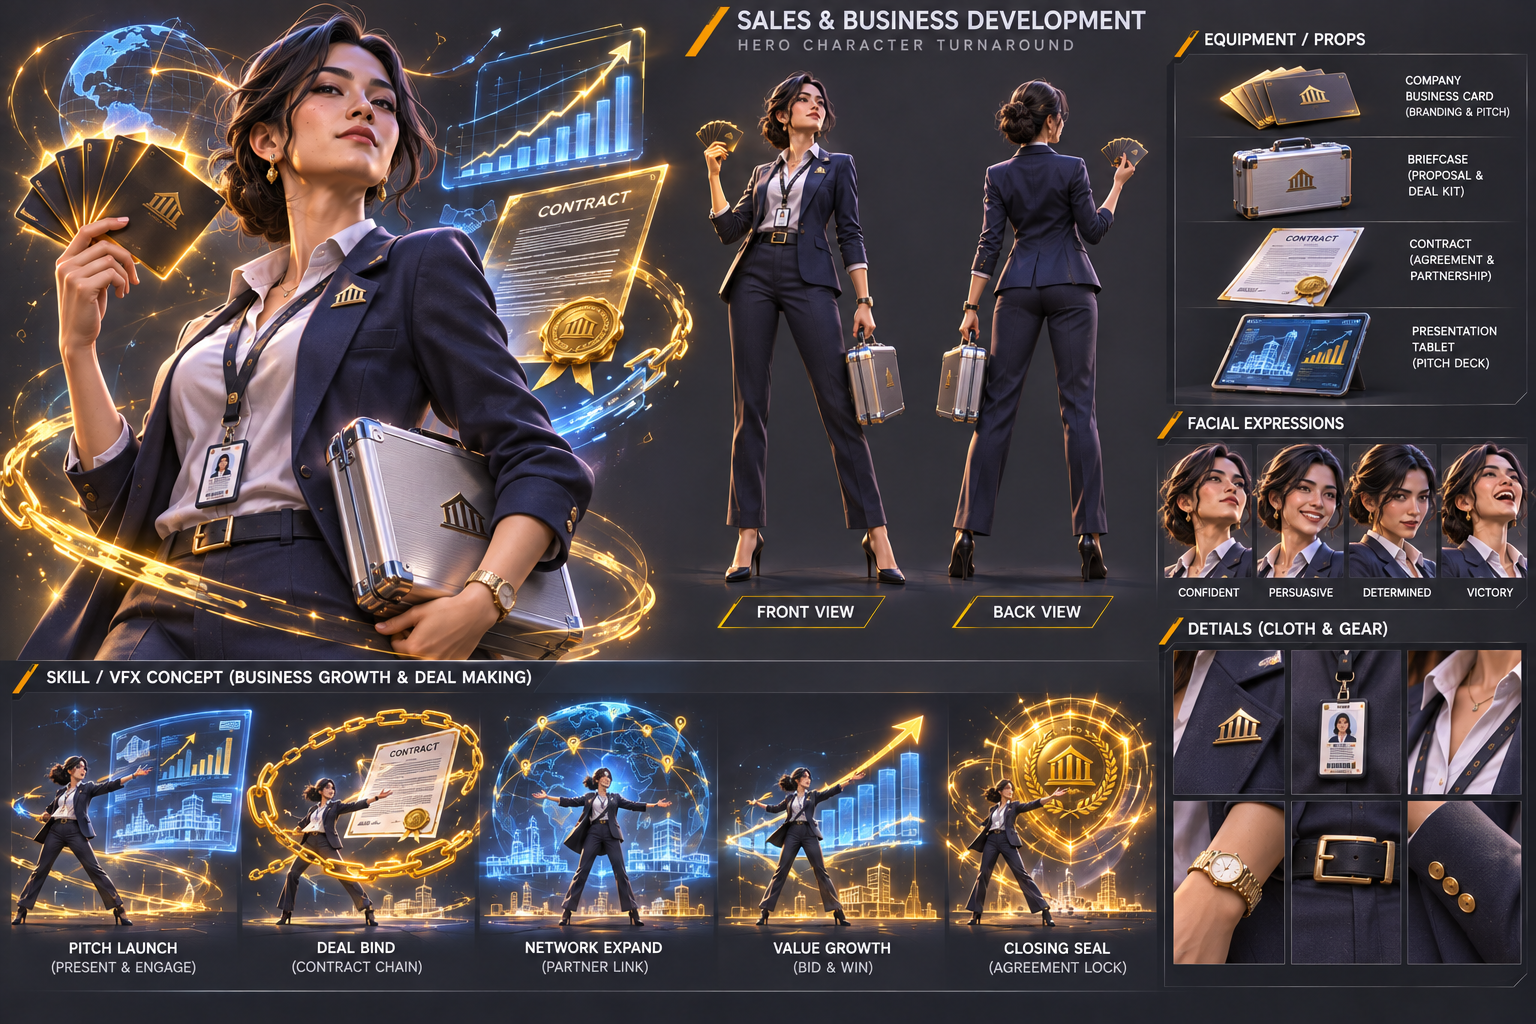 SALES & BUSINESS DEVELOPMENT
HERO CHARACTER TURNAROUND
CONTRACT
FRONT VIEW
BACK VIEW
EQUIPMENT / PROPS
COMPANY
BUSINESS CARD
(BRANDING & PITCH)
BRIEFCASE
(PROPOSAL &
DEAL KIT)
CONTRACT
CONTRACT
(AGREEMENT &
PARTNERSHIP)
PRESENTATION
TABLET
(PITCH DECK)
FACIAL EXPRESSIONS
CONFIDENT
PERSUASIVE
DETERMINED
VICTORY
DETIALS (CLOTH & GEAR)
SKILL / VFX CONCEPT (BUSINESS GROWTH & DEAL MAKING)
CONTRACT
PITCH LAUNCH
(PRESENT & ENGAGE)
DEAL BIND
(CONTRACT CHAIN)
NETWORK EXPAND
(PARTNER LINK)
VALUE GROWTH
(BID & WIN)
CLOSING SEAL
(AGREEMENT LOCK)